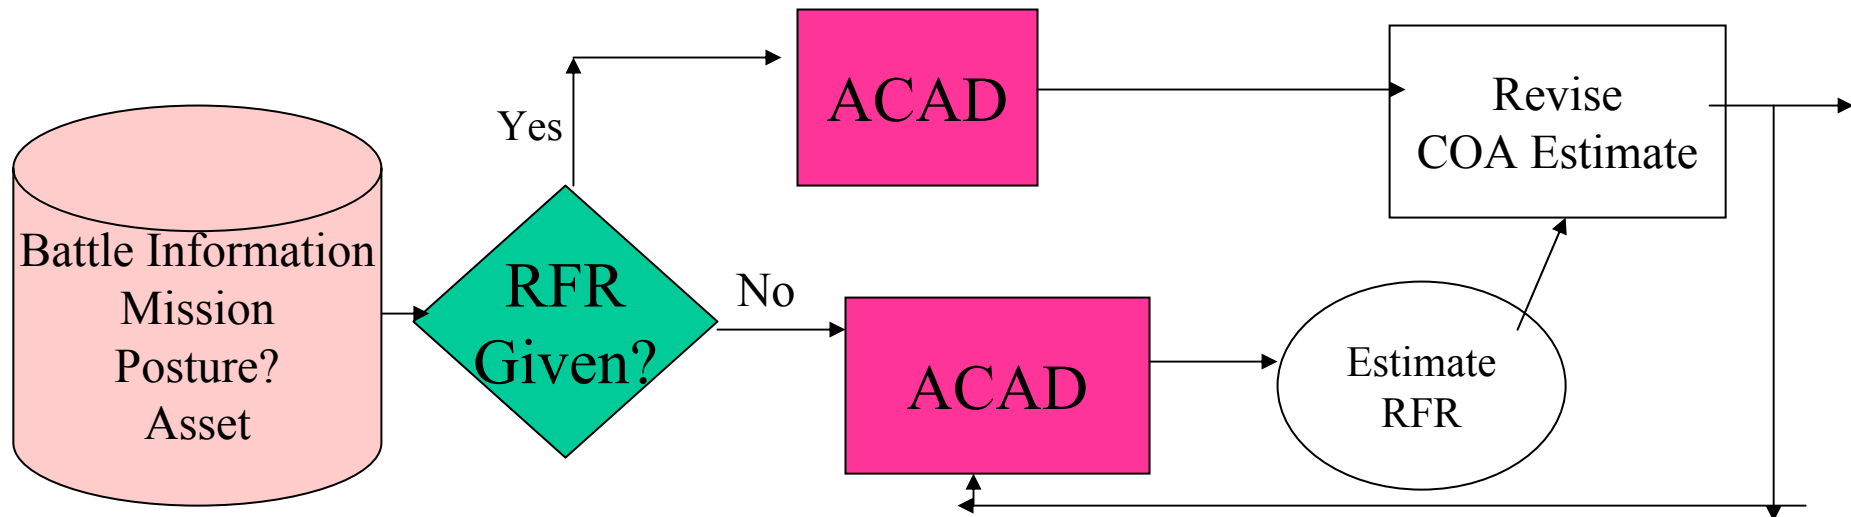 Battle Information
Mission
Posture?
Asset
RFR
Given?
Yes
No
ACAD
ACAD
Estimate
RFR
Revise
COA Estimate